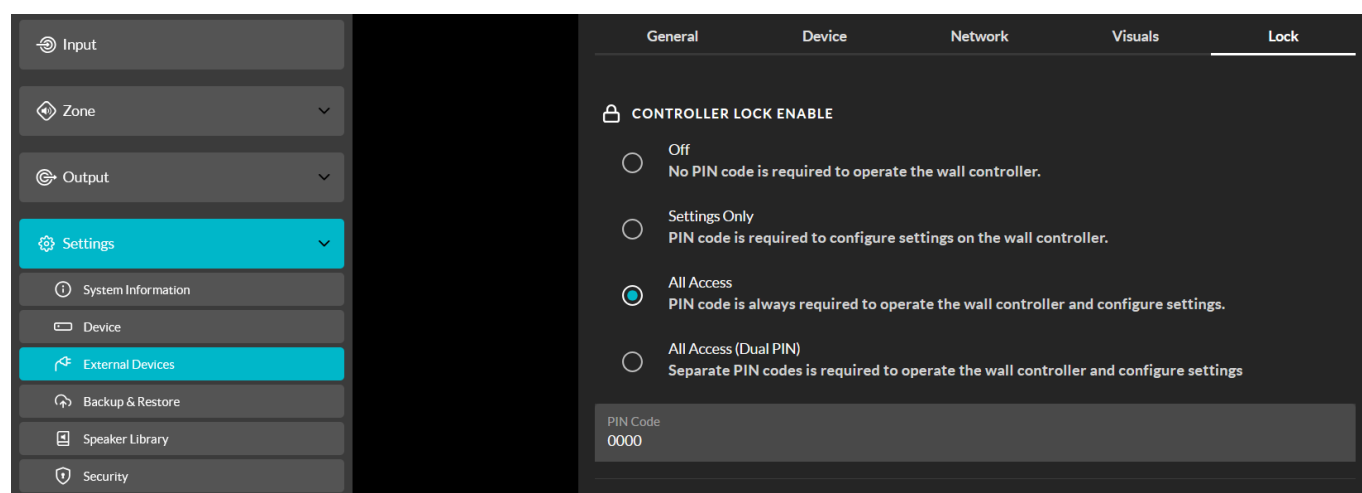 Input
Zone
Output
Settings
System Information
Device
External Devices
Backup & Restore
Speaker Library
Security
General Device Network Visuals Lock
CONTROLLER LOCK ENABLE
Off
No PIN code is required to operate the wall controller.
Settings Only
PIN code is required to configure settings on the wall controller.
All Access
PIN code is always required to operate the wall controller and configure settings.
All Access (Dual PIN)
Separate PIN codes is required to operate the wall controller and configure settings
PIN Code
0000